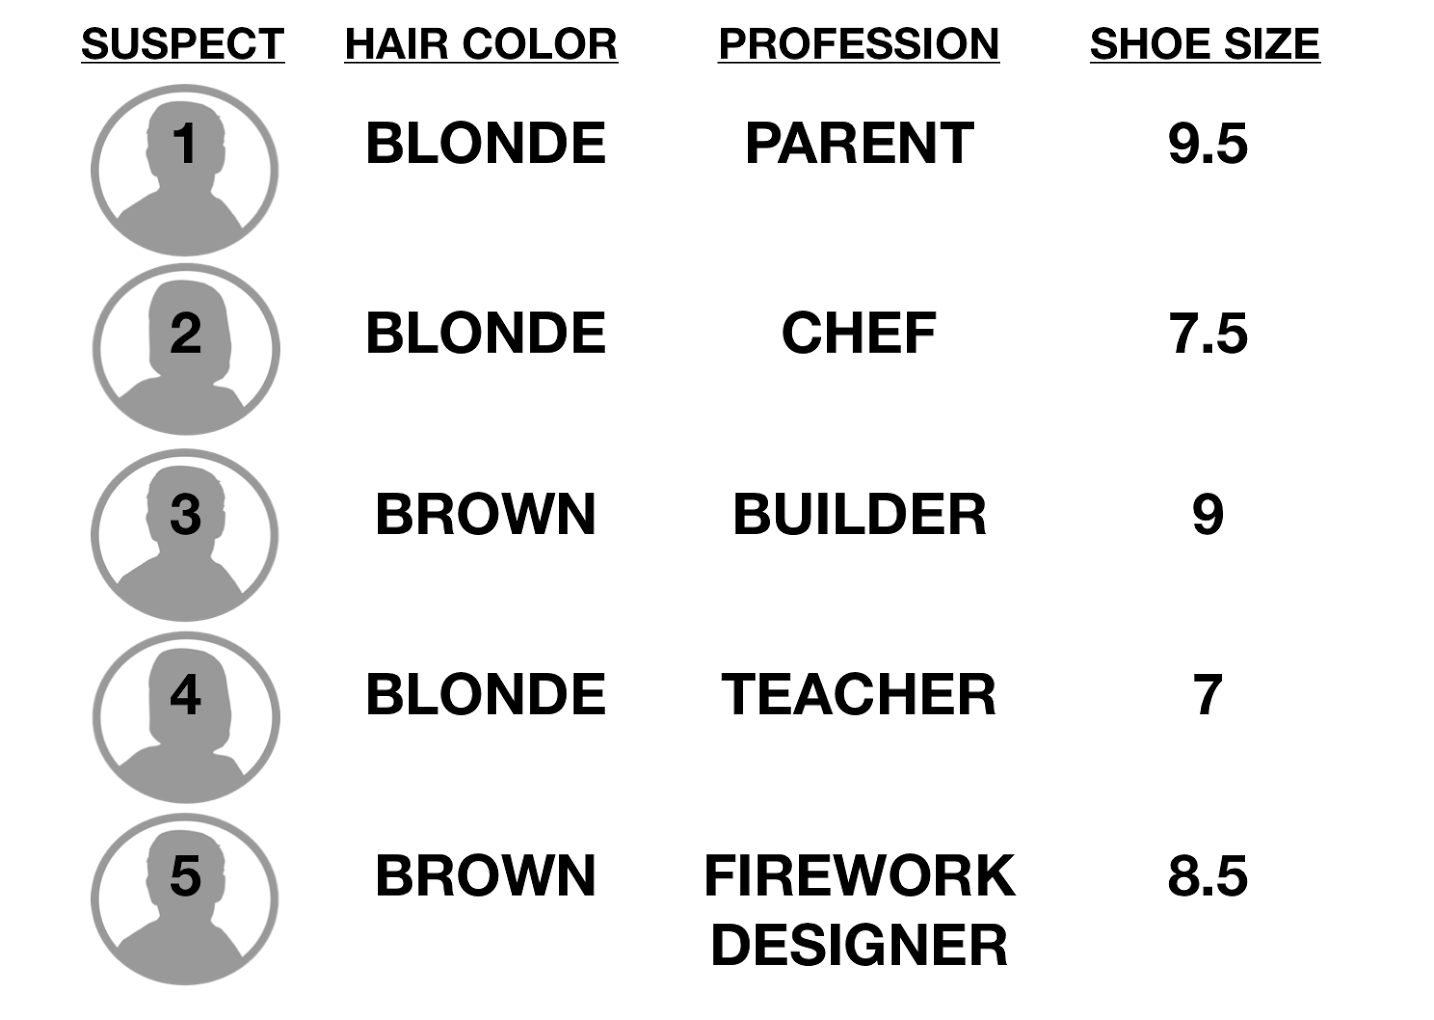 SUSPECT HAIR COLOR PROFESSION SHOE SIZE
1 BLONDE PARENT 9.5
2 BLONDE CHEF 7.5
3 BROWN BUILDER 9
4 BLONDE TEACHER 7
5 BROWN FIREWORK 8.5
DESIGNER